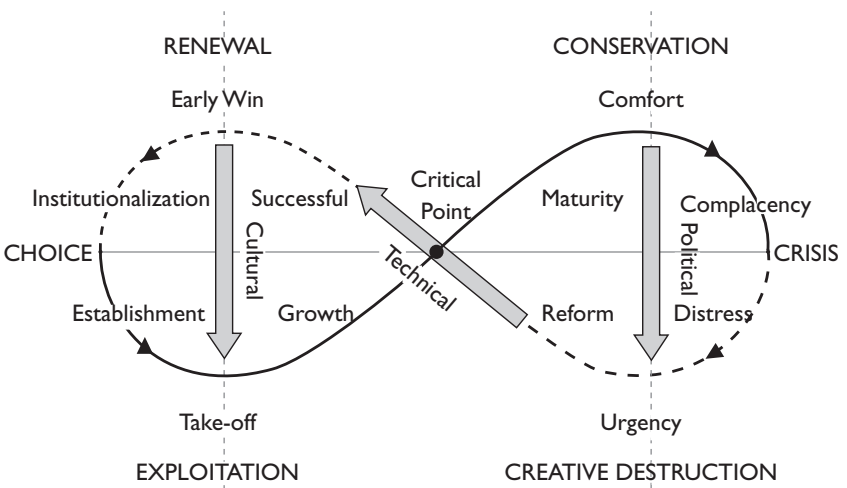 RENEWAL
CONSERVATION
Early Win
Comfort
Critical
Point
Institutionalization
Successful
Maturity
Complacency
Cultural
Political
CHOICE
CRISIS
Technical
Establishment
Growth
Reform
Distress
Take-off
Urgency
EXPLOITATION
CREATIVE DESTRUCTION